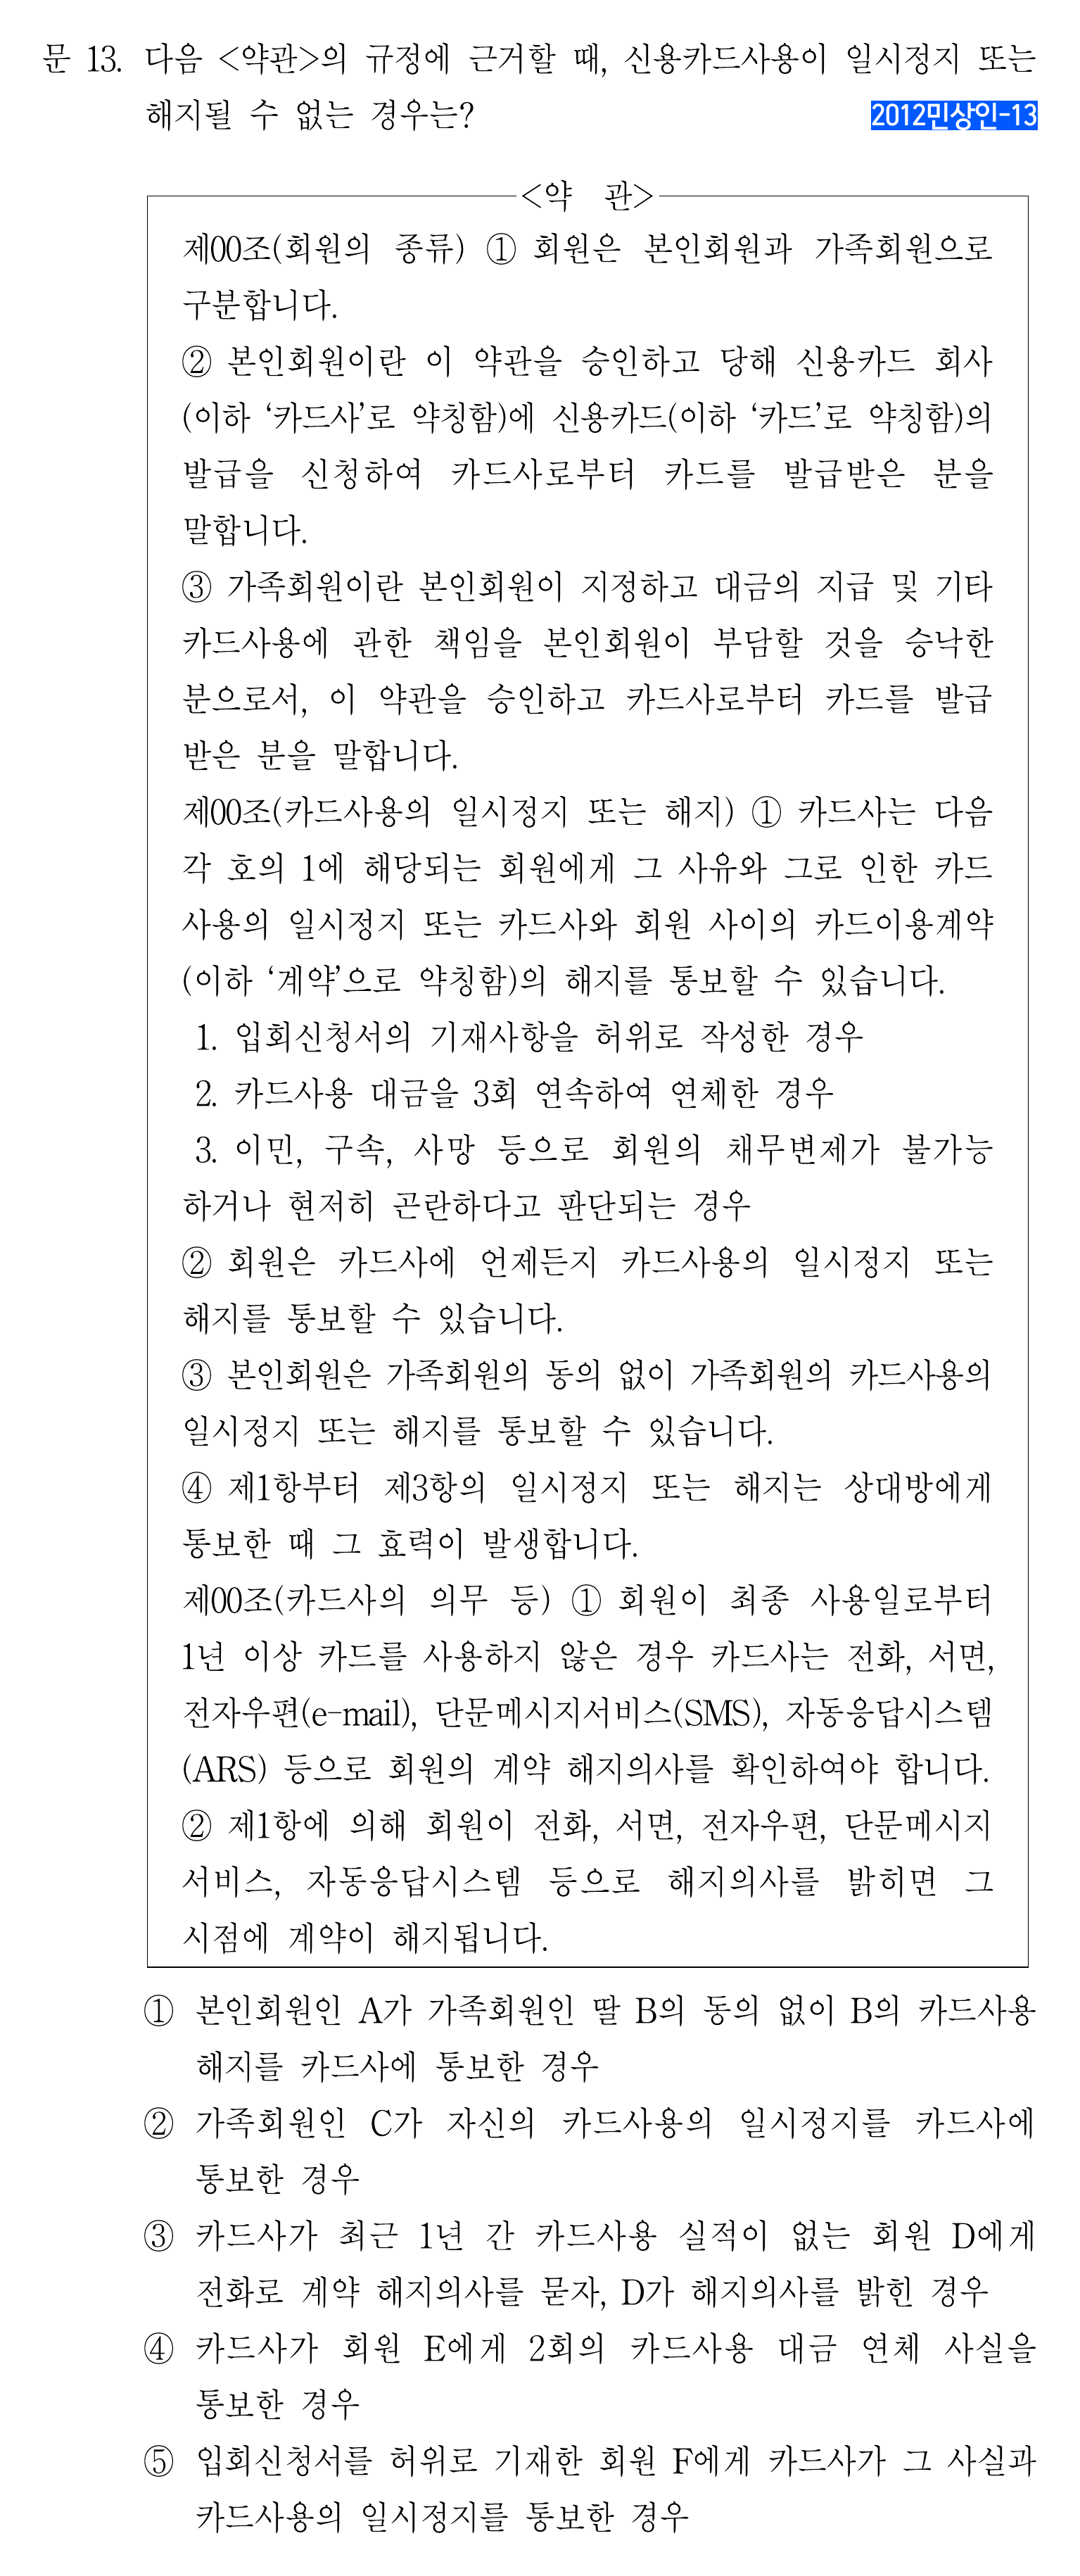 문 13. 다음 <약관>의 규정에 근거할 때, 신용카드사용이 일시정지 또는
해지될 수 없는 경우는?
2012민상인-13
<약 관>
제00조(회원의 종류) ① 회원은 본인회원과 가족회원으로
구분합니다.
② 본인회원이란 이 약관을 승인하고 당해 신용카드 회사
(이하 ‘카드사’로 약칭함)에 신용카드(이하 ‘카드’로 약칭함)의
발급을 신청하여 카드사로부터 카드를 발급받은 분을
말합니다.
③ 가족회원이란 본인회원이 지정하고 대금의 지급 및 기타
카드사용에 관한 책임을 본인회원이 부담할 것을 승낙한
분으로서, 이 약관을 승인하고 카드사로부터 카드를 발급
받은 분을 말합니다.
제00조(카드사용의 일시정지 또는 해지) ① 카드사는 다음
각 호의 1에 해당되는 회원에게 그 사유와 그로 인한 카드
사용의 일시정지 또는 카드사와 회원 사이의 카드이용계약
(이하 ‘계약’으로 약칭함)의 해지를 통보할 수 있습니다.
1. 입회신청서의 기재사항을 허위로 작성한 경우
2. 카드사용 대금을 3회 연속하여 연체한 경우
3. 이민, 구속, 사망 등으로 회원의 채무변제가 불가능
하거나 현저히 곤란하다고 판단되는 경우
② 회원은 카드사에 언제든지 카드사용의 일시정지 또는
해지를 통보할 수 있습니다.
③ 본인회원은 가족회원의 동의 없이 가족회원의 카드사용의
일시정지 또는 해지를 통보할 수 있습니다.
④ 제1항부터 제3항의 일시정지 또는 해지는 상대방에게
통보한 때 그 효력이 발생합니다.
제00조(카드사의 의무 등) ① 회원이 최종 사용일로부터
1년 이상 카드를 사용하지 않은 경우 카드사는 전화, 서면,
전자우편(e-mail), 단문메시지서비스(SMS), 자동응답시스템
(ARS) 등으로 회원의 계약 해지의사를 확인하여야 합니다.
② 제1항에 의해 회원이 전화, 서면, 전자우편, 단문메시지
서비스, 자동응답시스템 등으로 해지의사를 밝히면 그
시점에 계약이 해지됩니다.
① 본인회원인 A가 가족회원인 딸 B의 동의 없이 B의 카드사용
해지를 카드사에 통보한 경우
② 가족회원인 C가 자신의 카드사용의 일시정지를 카드사에
통보한 경우
③ 카드사가 최근 1년 간 카드사용 실적이 없는 회원 D에게
전화로 계약 해지의사를 묻자, D가 해지의사를 밝힌 경우
④ 카드사가 회원 E에게 2회의 카드사용 대금 연체 사실을
통보한 경우
⑤ 입회신청서를 허위로 기재한 회원 F에게 카드사가 그 사실과
카드사용의 일시정지를 통보한 경우